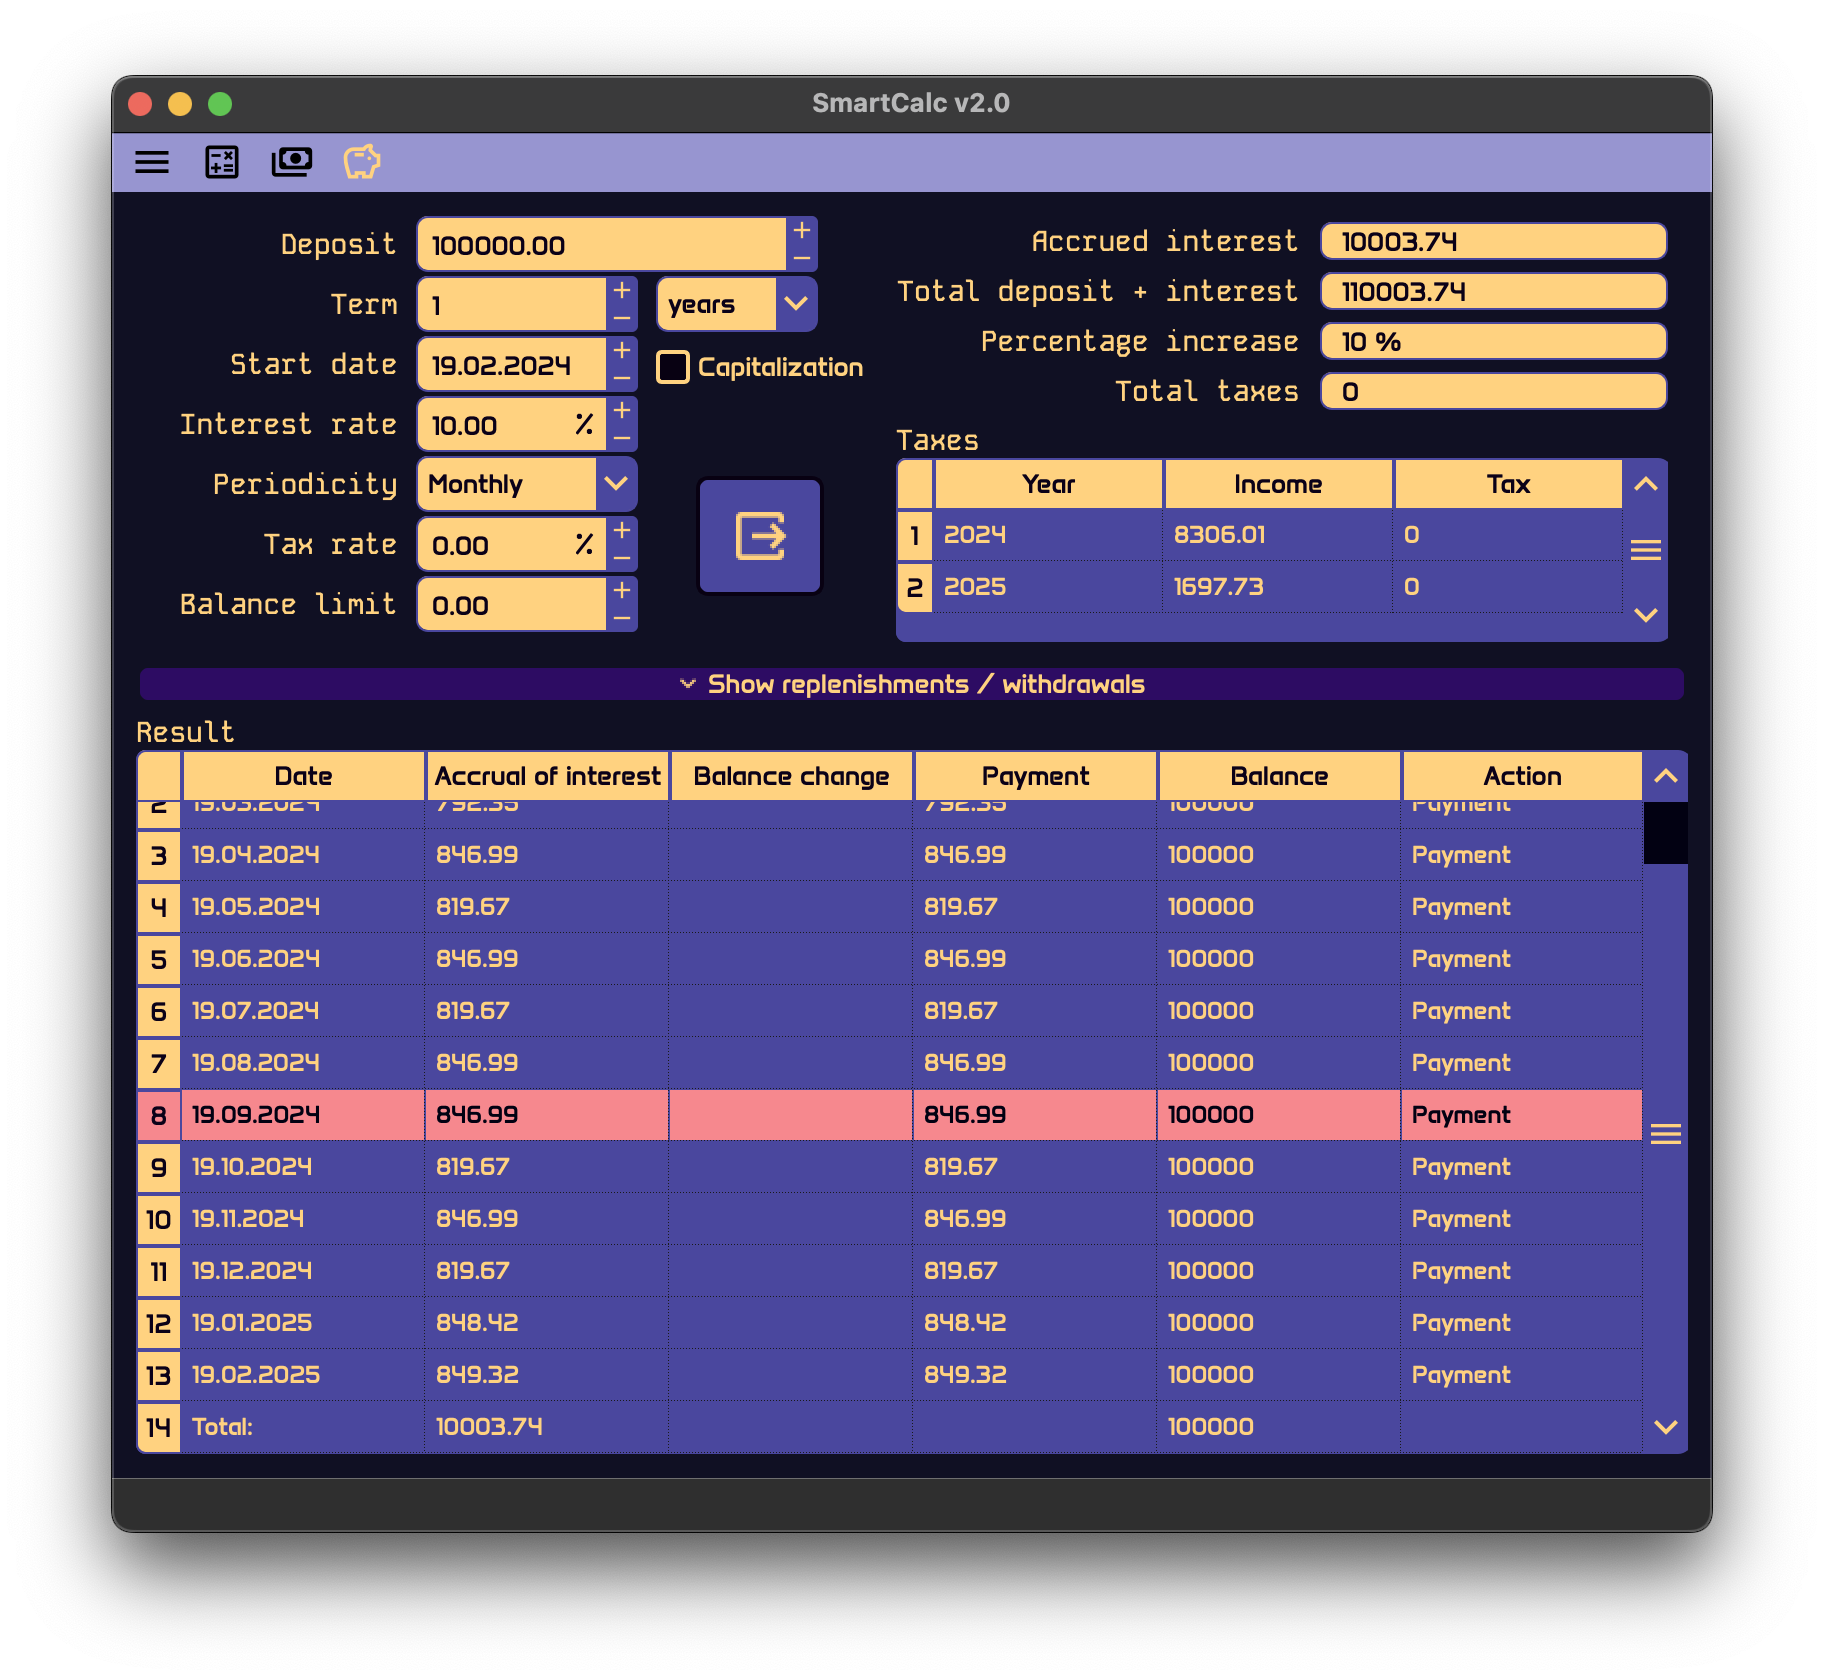 SmartCalc v2.0
Deposit 100000.00 + −
Term 1 + − years
Start date 19.02.2024 + − Capitalization
Interest rate 10.00 % + −
Periodicity Monthly
Tax rate 0.00 % + −
Balance limit 0.00 + −
Accrued interest 10003.74
Total deposit + interest 110003.74
Percentage increase 10 %
Total taxes 0
Taxes
Year Income Tax
1 2024 8306.01 0
2 2025 1697.73 0
Show replenishments / withdrawals
Result
Date Accrual of interest Balance change Payment Balance Action
2 19.03.2024 792.35 792.35 100000 Payment
3 19.04.2024 846.99 846.99 100000 Payment
4 19.05.2024 819.67 819.67 100000 Payment
5 19.06.2024 846.99 846.99 100000 Payment
6 19.07.2024 819.67 819.67 100000 Payment
7 19.08.2024 846.99 846.99 100000 Payment
8 19.09.2024 846.99 846.99 100000 Payment
9 19.10.2024 819.67 819.67 100000 Payment
10 19.11.2024 846.99 846.99 100000 Payment
11 19.12.2024 819.67 819.67 100000 Payment
12 19.01.2025 848.42 848.42 100000 Payment
13 19.02.2025 849.32 849.32 100000 Payment
14 Total: 10003.74 100000